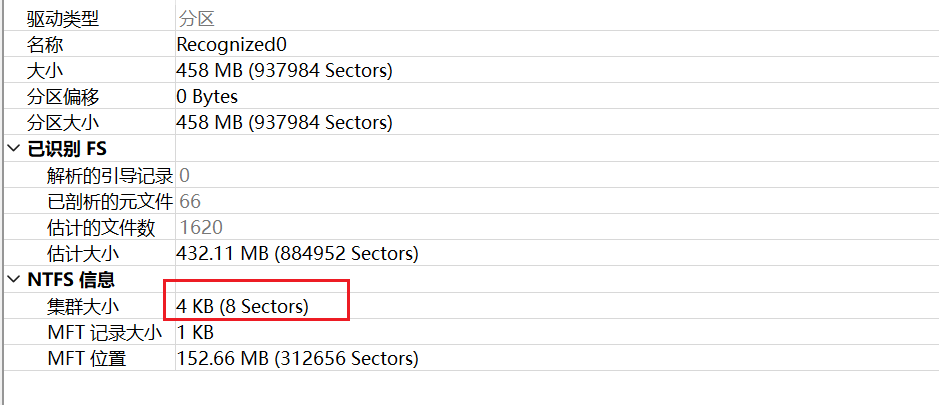 驱动类型 分区
名称 Recognized0
大小 458 MB (937984 Sectors)
分区偏移 0 Bytes
分区大小 458 MB (937984 Sectors)
已识别 FS
解析的引导记录 0
已剖析的元文件 66
估计的文件数 1620
估计大小 432.11 MB (884952 Sectors)
NTFS 信息
集群大小 4 KB (8 Sectors)
MFT 记录大小 1 KB
MFT 位置 152.66 MB (312656 Sectors)